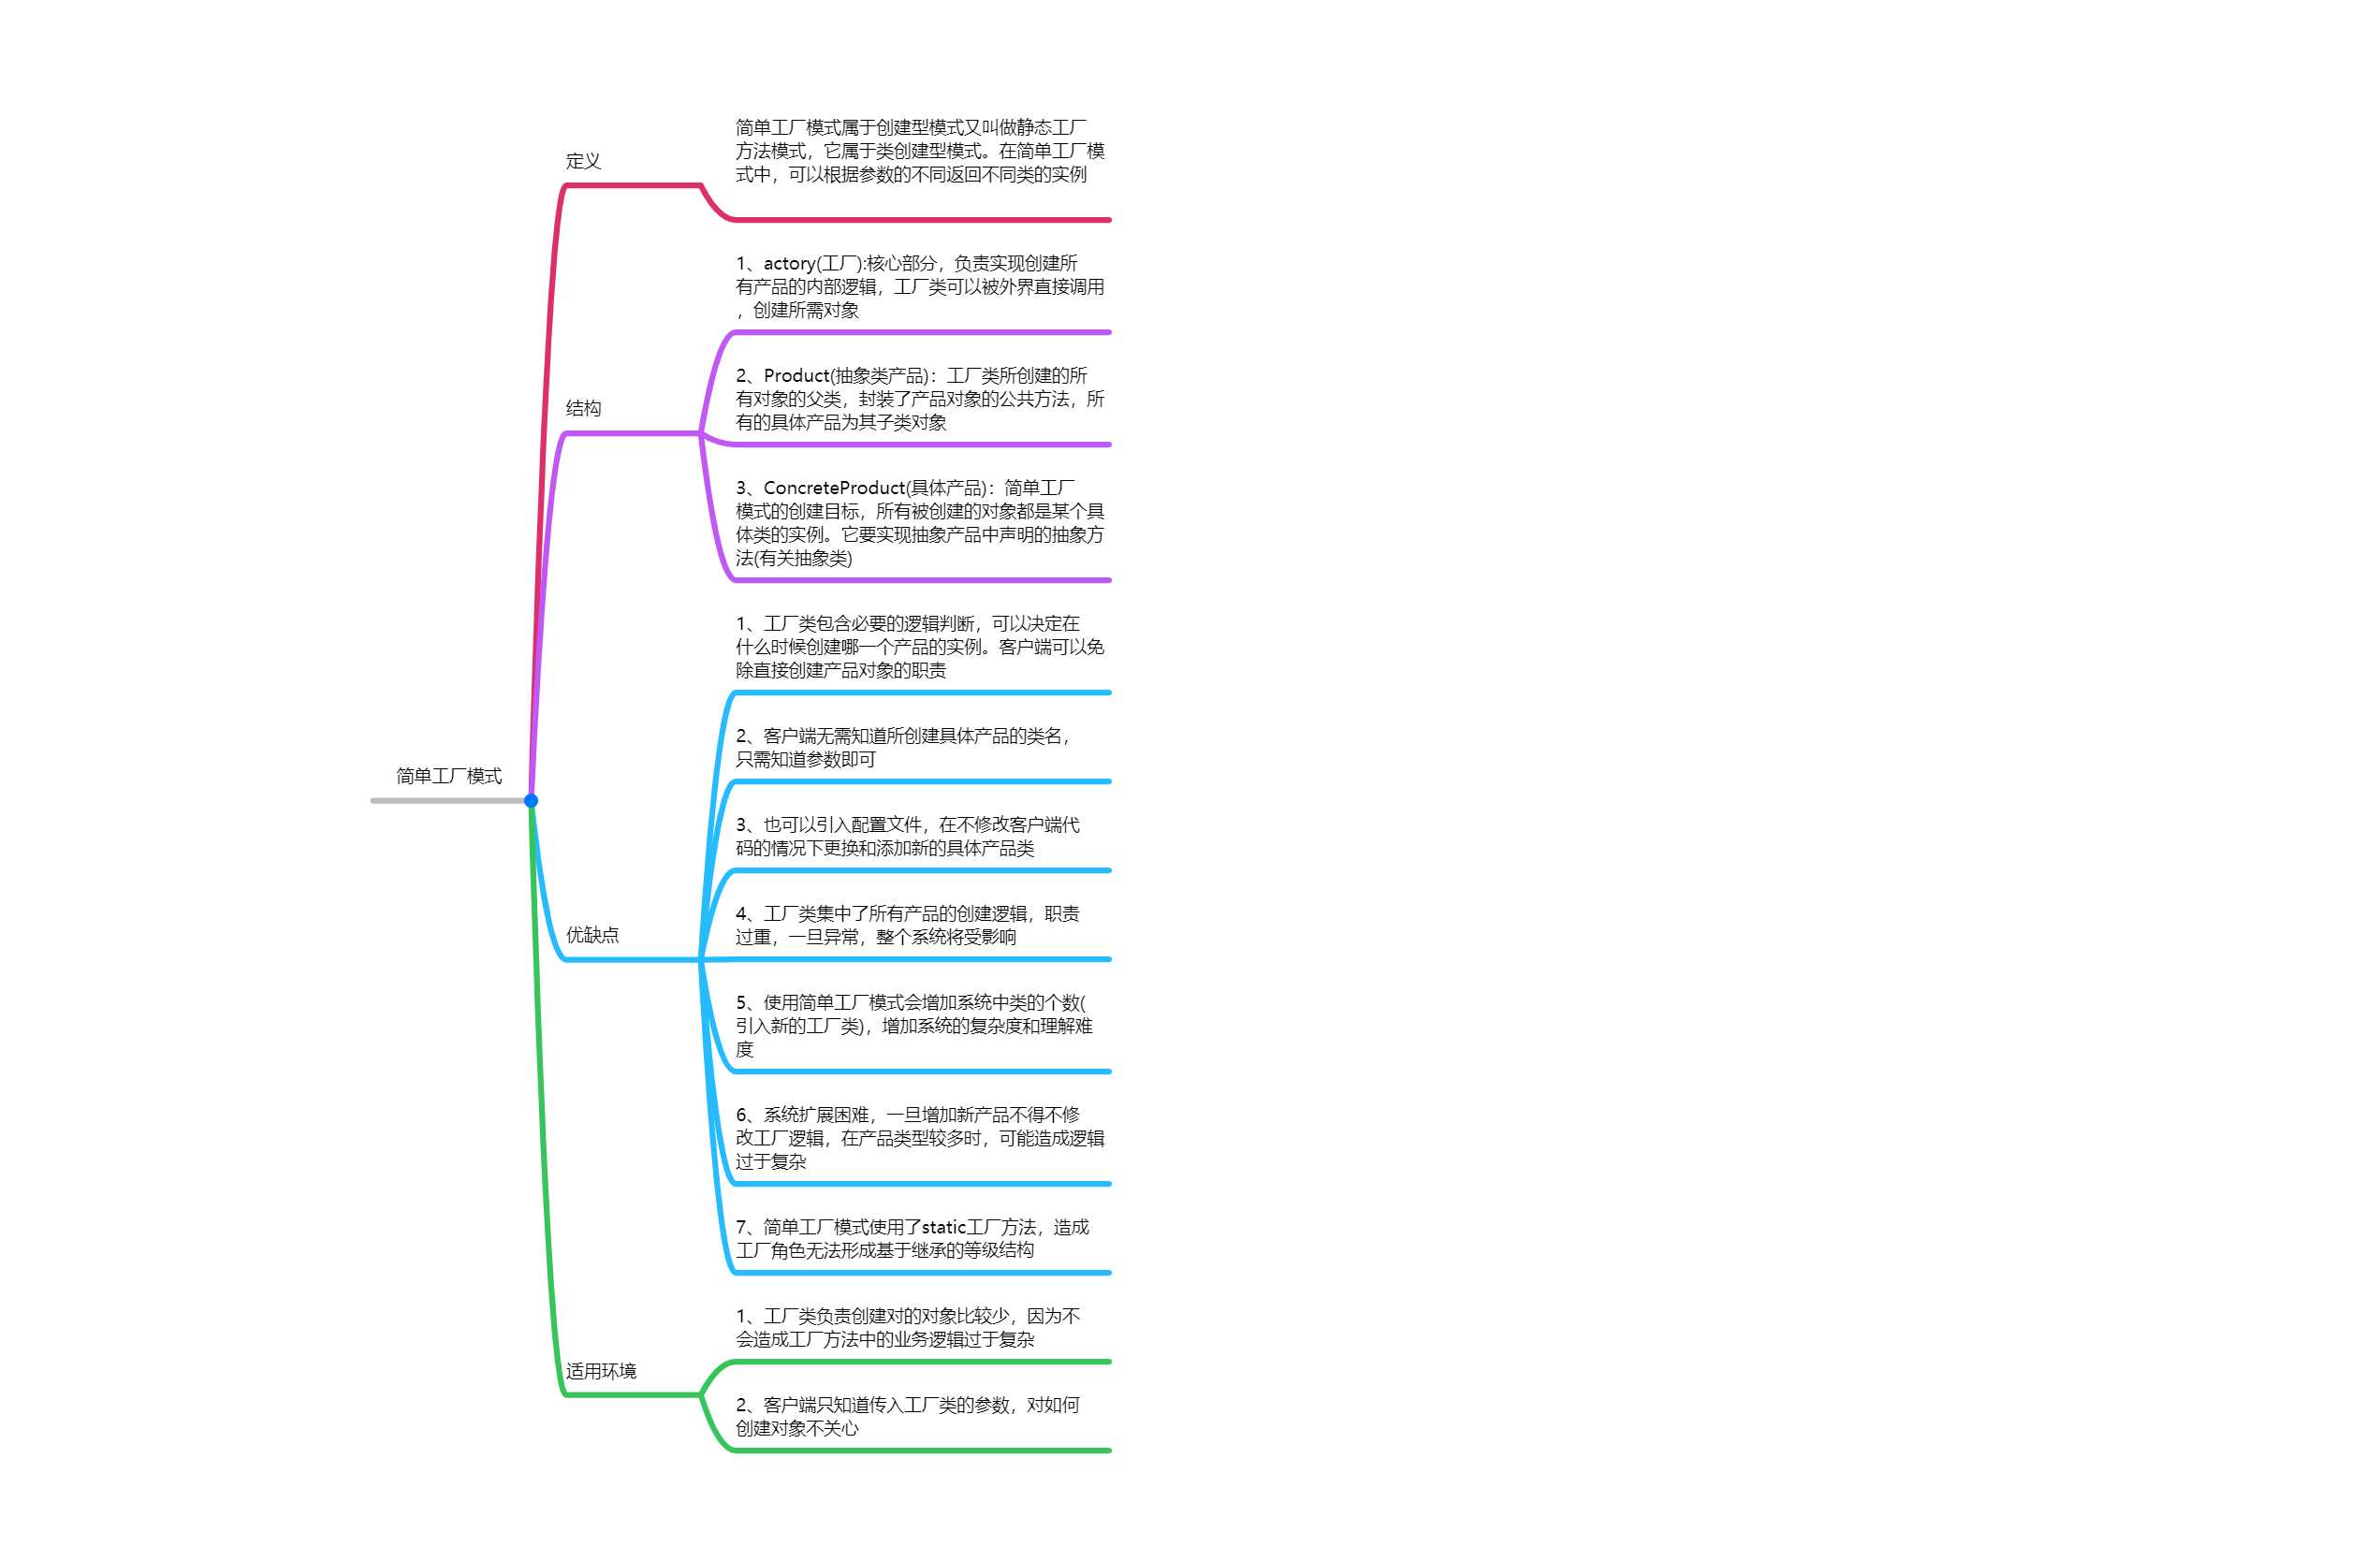 简单工厂模式
定义
简单工厂模式属于创建型模式又叫做静态工厂
方法模式，它属于类创建型模式。在简单工厂模
式中，可以根据参数的不同返回不同类的实例
结构
1、actory(工厂):核心部分，负责实现创建所
有产品的内部逻辑，工厂类可以被外界直接调用
，创建所需对象
2、Product(抽象类产品)：工厂类所创建的所
有对象的父类，封装了产品对象的公共方法，所
有的具体产品为其子类对象
3、ConcreteProduct(具体产品)：简单工厂
模式的创建目标，所有被创建的对象都是某个具
体类的实例。它要实现抽象产品中声明的抽象方
法(有关抽象类)
优缺点
1、工厂类包含必要的逻辑判断，可以决定在
什么时候创建哪一个产品的实例。客户端可以免
除直接创建产品对象的职责
2、客户端无需知道所创建具体产品的类名，
只需知道参数即可
3、也可以引入配置文件，在不修改客户端代
码的情况下更换和添加新的具体产品类
4、工厂类集中了所有产品的创建逻辑，职责
过重，一旦异常，整个系统将受影响
5、使用简单工厂模式会增加系统中类的个数(
引入新的工厂类)，增加系统的复杂度和理解难
度
6、系统扩展困难，一旦增加新产品不得不修
改工厂逻辑，在产品类型较多时，可能造成逻辑
过于复杂
7、简单工厂模式使用了static工厂方法，造成
工厂角色无法形成基于继承的等级结构
适用环境
1、工厂类负责创建对的对象比较少，因为不
会造成工厂方法中的业务逻辑过于复杂
2、客户端只知道传入工厂类的参数，对如何
创建对象不关心